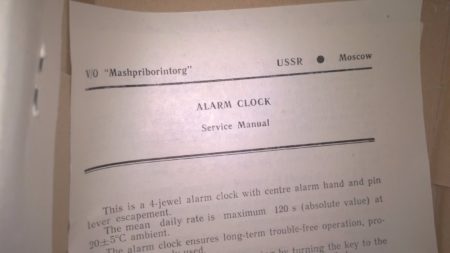 V/O "Mashpriborintorg"
USSR ● Moscow
ALARM CLOCK
Service Manual
This is a 4-jewel alarm clock with centre alarm hand and pin
lever escapement.
The mean daily rate is maximum 120 s (absolute value) at
20±5°C ambient.
The alarm clock ensures long-term trouble-free operation, pro-
used.
by turning the key to the